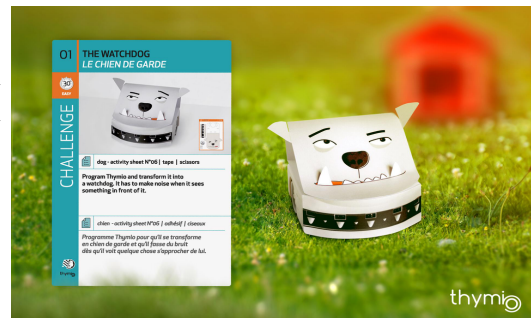 01 THE WATCHDOG
LE CHIEN DE GARDE
30'
EASY
CHALLENGE
dog - activity sheet N°06 | tape | scissors
Program Thymio and transform it into
a watchdog. It has to make noise when it sees
something in front of it.
chien - activity sheet N°06 | adhésif | ciseaux
Programme Thymio pour qu'il se transforme
en chien de garde et qu'il fasse du bruit
dès qu'il voit quelque chose s'approcher de lui.
thymio
thymio